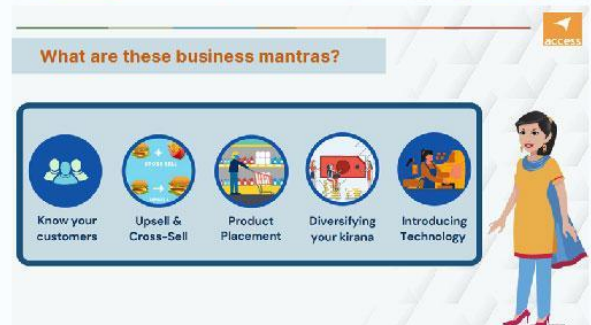 access
What are these business mantras?
Know your
customers
Upsell &
Cross-Sell
Product
Placement
Diversifying
your kirana
Introducing
Technology